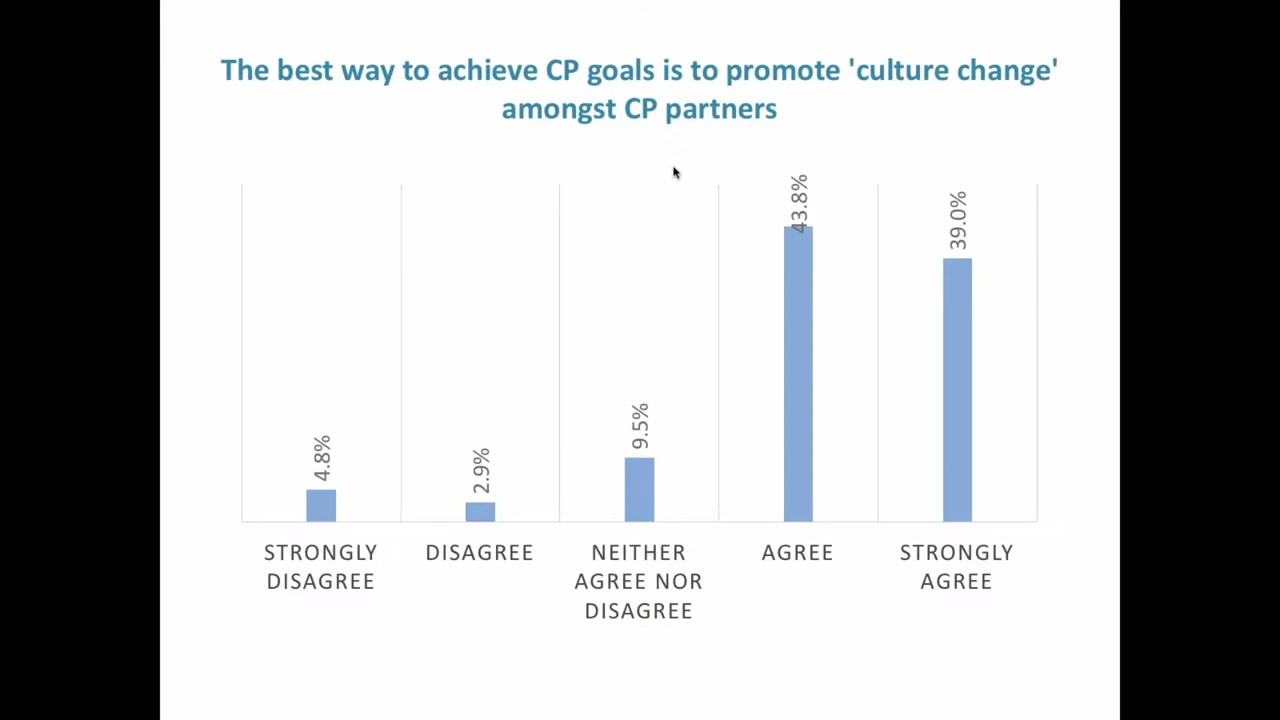 The best way to achieve CP goals is to promote 'culture change'
amongst CP partners
4.8%
2.9%
9.5%
43.8%
39.0%
STRONGLY
DISAGREE
DISAGREE
NEITHER
AGREE NOR
DISAGREE
AGREE
STRONGLY
AGREE